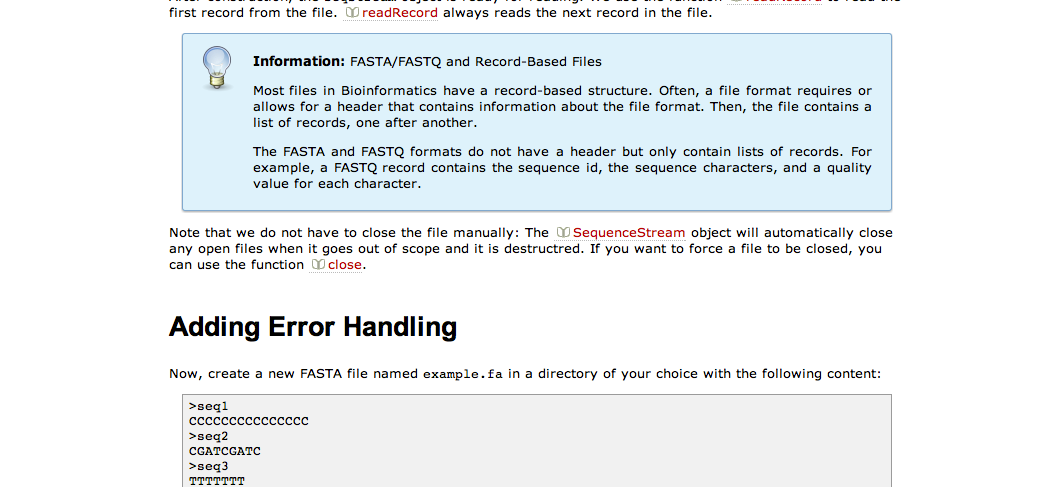 first record from the file. readRecord always reads the next record in the file.
Information: FASTA/FASTQ and Record-Based Files
Most files in Bioinformatics have a record-based structure. Often, a file format requires or
allows for a header that contains information about the file format. Then, the file contains a
list of records, one after another.
The FASTA and FASTQ formats do not have a header but only contain lists of records. For
example, a FASTQ record contains the sequence id, the sequence characters, and a quality
value for each character.
Note that we do not have to close the file manually: The SequenceStream object will automatically close
any open files when it goes out of scope and it is destructred. If you want to force a file to be closed, you
can use the function close.
Adding Error Handling
Now, create a new FASTA file named example.fa in a directory of your choice with the following content:
>seq1
CCCCCCCCCCCCCCC
>seq2
CGATCGATC
>seq3
TTTTTTT